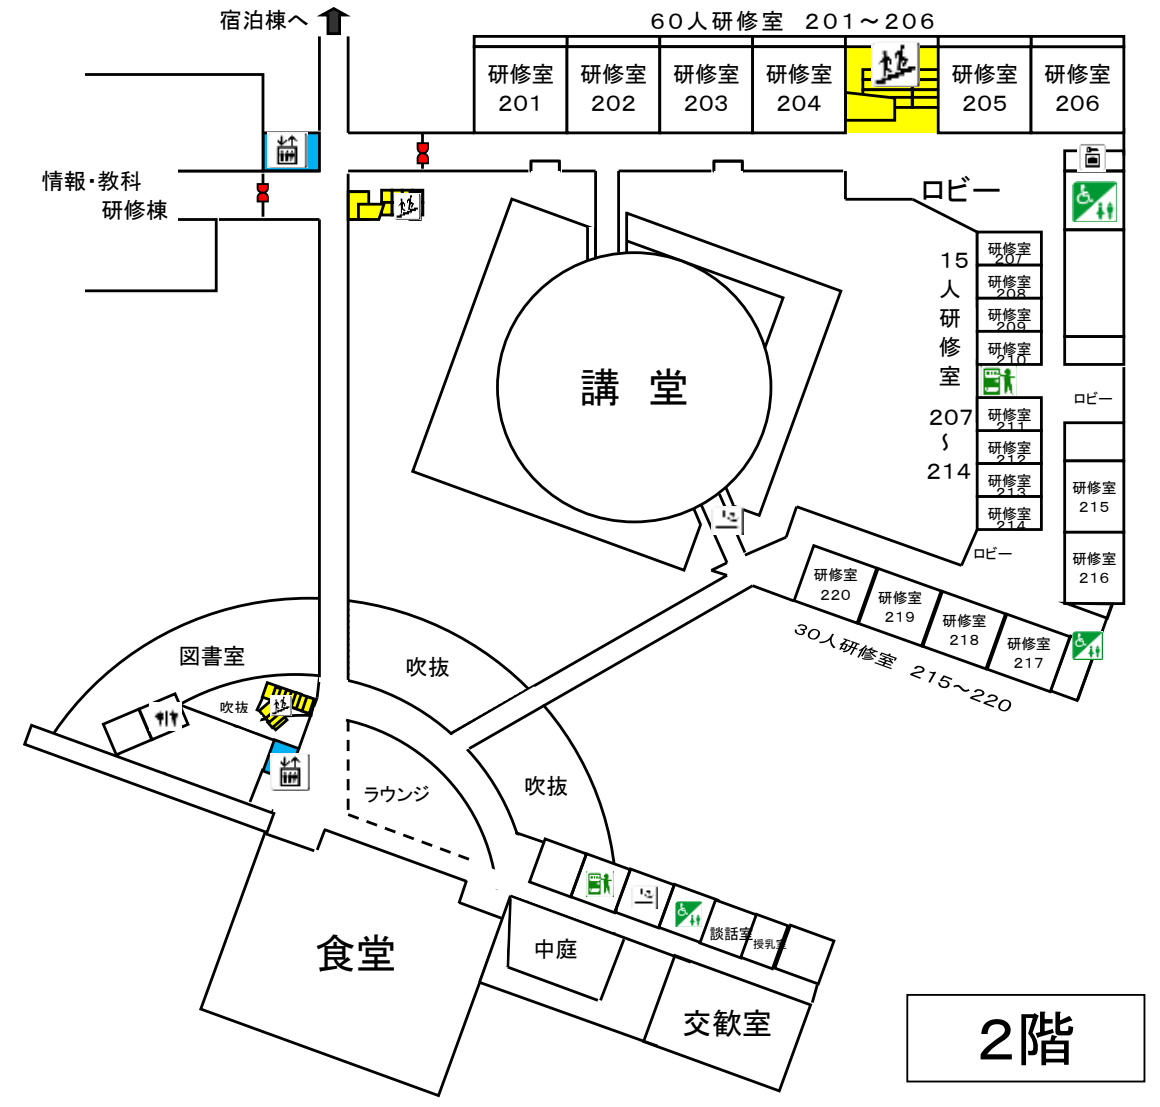 宿泊棟へ
60人研修室 201～206
研修室
201
研修室
202
研修室
203
研修室
204
研修室
205
研修室
206
情報・教科
研修棟
ロビー
15
人
研
修
室
207
～
214
研修室
207
研修室
208
研修室
209
研修室
210
研修室
211
研修室
212
研修室
213
研修室
214
ロビー
講 堂
研修室
215
研修室
216
ロビー
研修室
220
研修室
219
研修室
218
研修室
217
30人研修室 215～220
図書室
吹抜
吹抜
ラウンジ
吹抜
談話室
授乳室
食堂
中庭
交歓室
2階